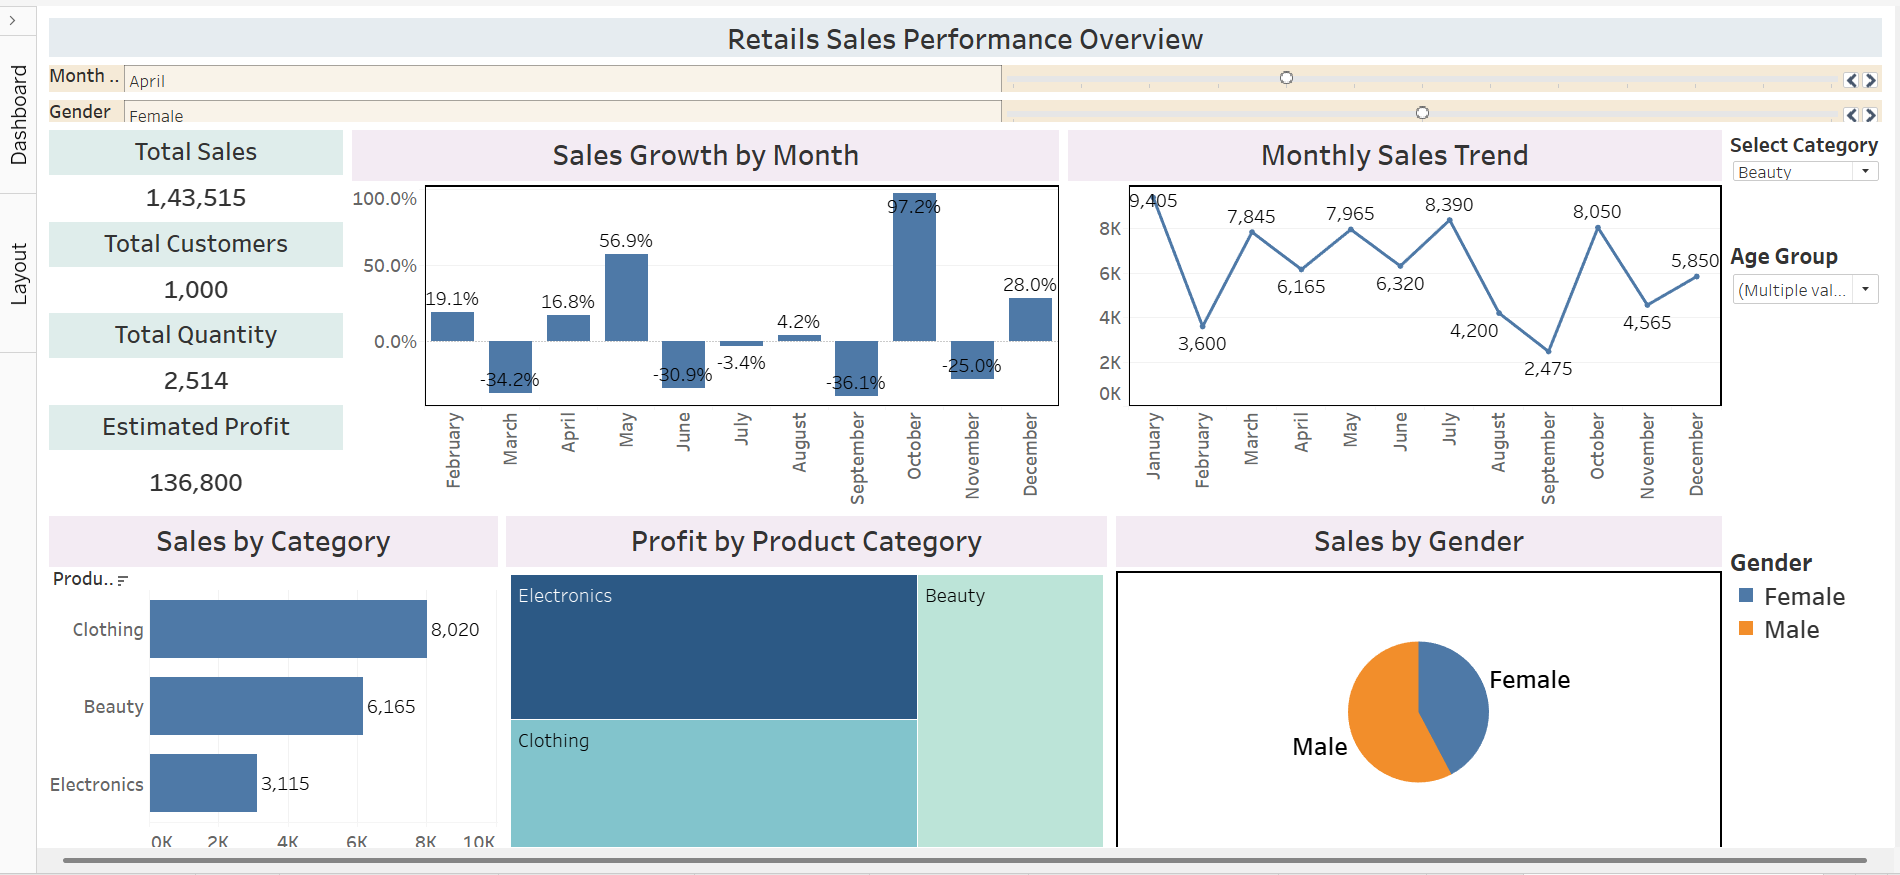 Retails Sales Performance Overview
Month ..
April
Gender
Female
Dashboard
Layout
Total Sales
1,43,515
Total Customers
1,000
Total Quantity
2,514
Estimated Profit
136,800
Sales Growth by Month
100.0%
50.0%
0.0%
19.1%
-34.2%
16.8%
56.9%
-30.9%
-3.4%
4.2%
-36.1%
97.2%
-25.0%
28.0%
February
March
April
May
June
July
August
September
October
November
December
Monthly Sales Trend
8K
6K
4K
2K
0K
9,405
3,600
7,845
6,165
7,965
6,320
8,390
4,200
2,475
8,050
4,565
5,850
January
February
March
April
May
June
July
August
September
October
November
December
Select Category
Beauty
Age Group
(Multiple val...
Sales by Category
Produ..
Clothing
8,020
Beauty
6,165
Electronics
3,115
0K 2K 4K 6K 8K 10K
Profit by Product Category
Electronics
Clothing
Beauty
Sales by Gender
Female
Male
Gender
Female
Male